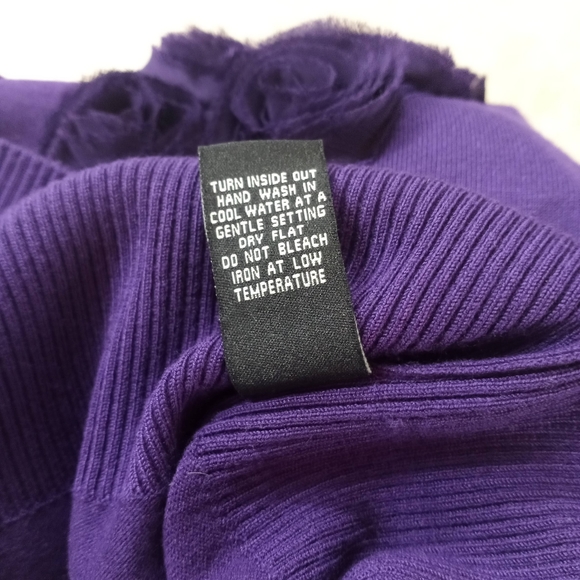 TURN INSIDE OUT
HAND WASH IN
COOL WATER AT A
GENTLE SETTING
DRY FLAT
DO NOT BLEACH
IRON AT LOW
TEMPERATURE